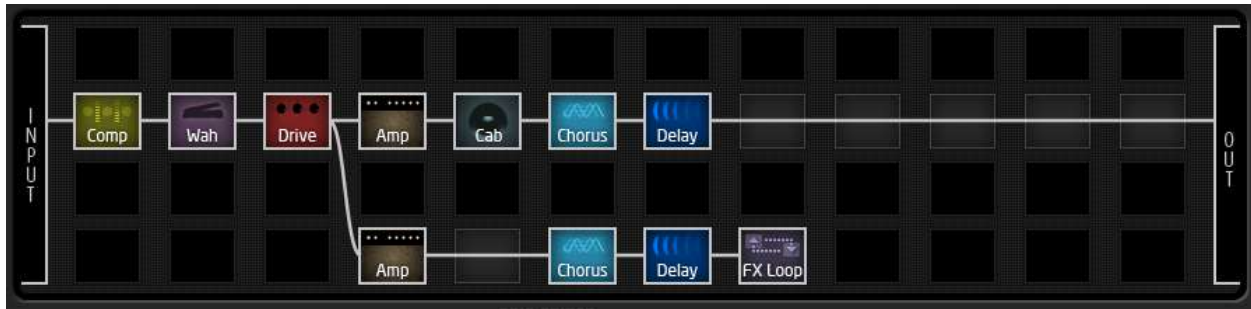 INPUT
Comp Wah Drive Amp Cab Chorus Delay
OUT
Amp Chorus Delay FX Loop